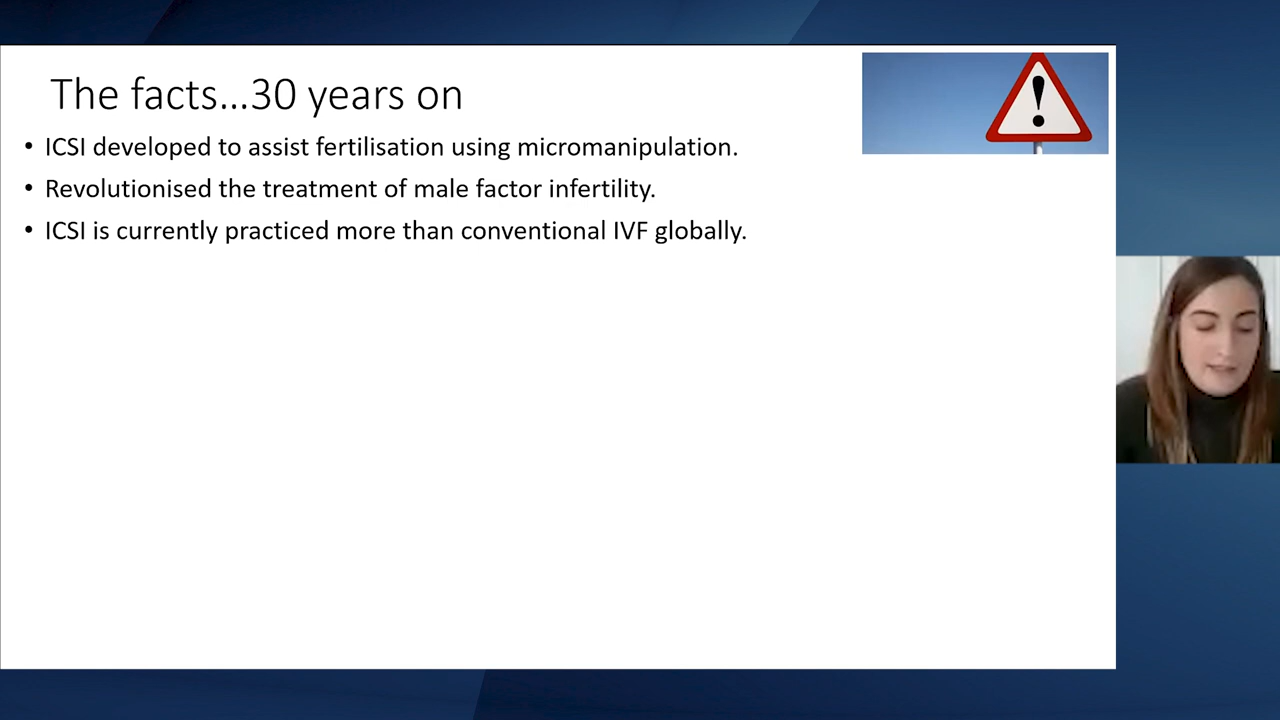 The facts...30 years on
• ICSI developed to assist fertilisation using micromanipulation.
• Revolutionised the treatment of male factor infertility.
• ICSI is currently practiced more than conventional IVF globally.
!